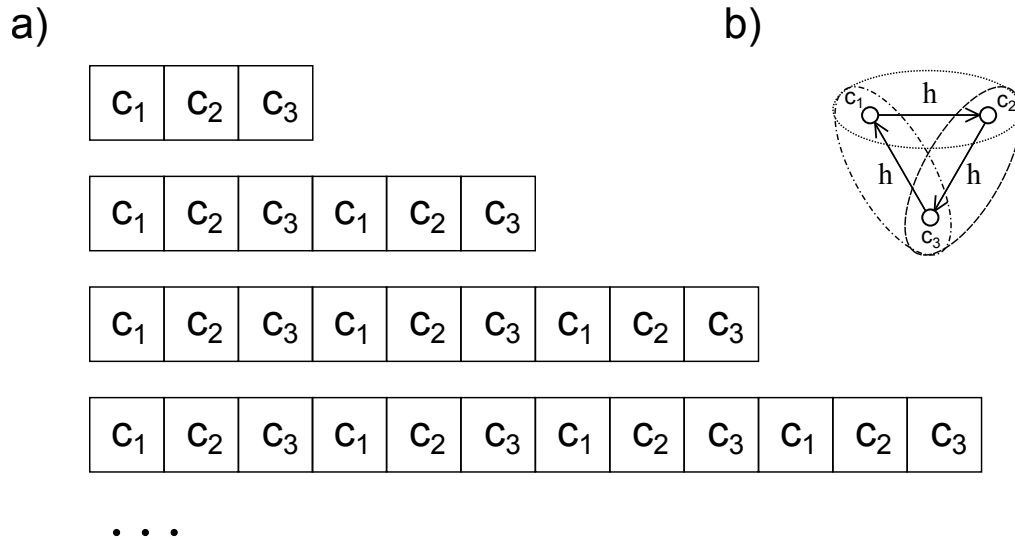 a)
b)
c₁ c₂ c₃
c₁ c₂ c₃ c₁ c₂ c₃
c₁ c₂ c₃ c₁ c₂ c₃ c₁ c₂ c₃
c₁ c₂ c₃ c₁ c₂ c₃ c₁ c₂ c₃ c₁ c₂ c₃
. . .
c₁ h c₂
h h
c₃